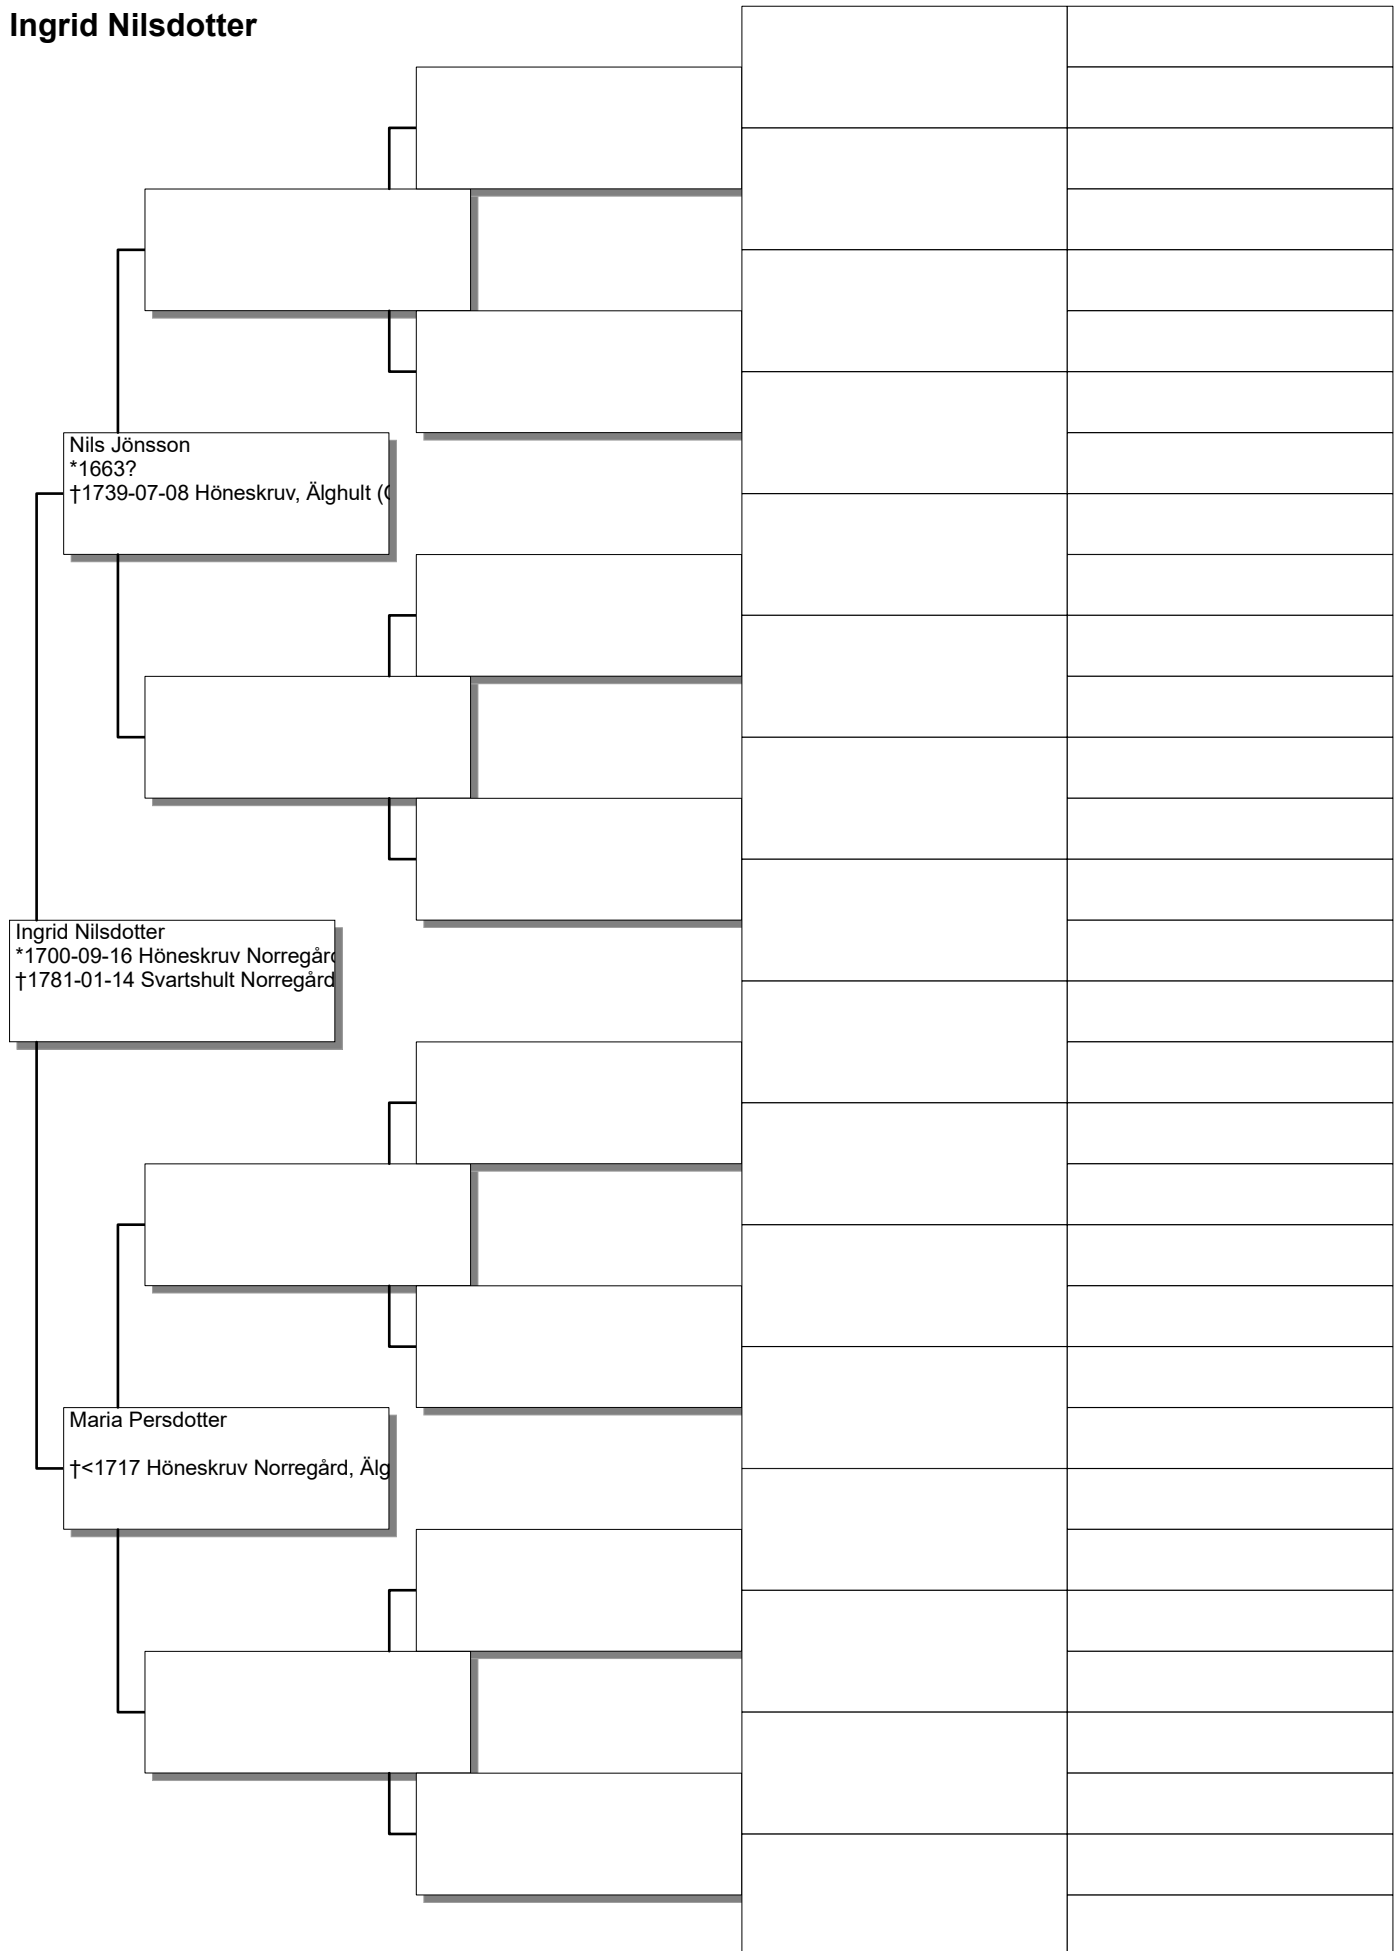 Ingrid Nilsdotter
Nils Jönsson
*1663?
†1739-07-08 Höneskruv, Älghult (
Ingrid Nilsdotter
*1700-09-16 Höneskruv Norregård
†1781-01-14 Svartshult Norregård
Maria Persdotter
†<1717 Höneskruv Norregård, Älg